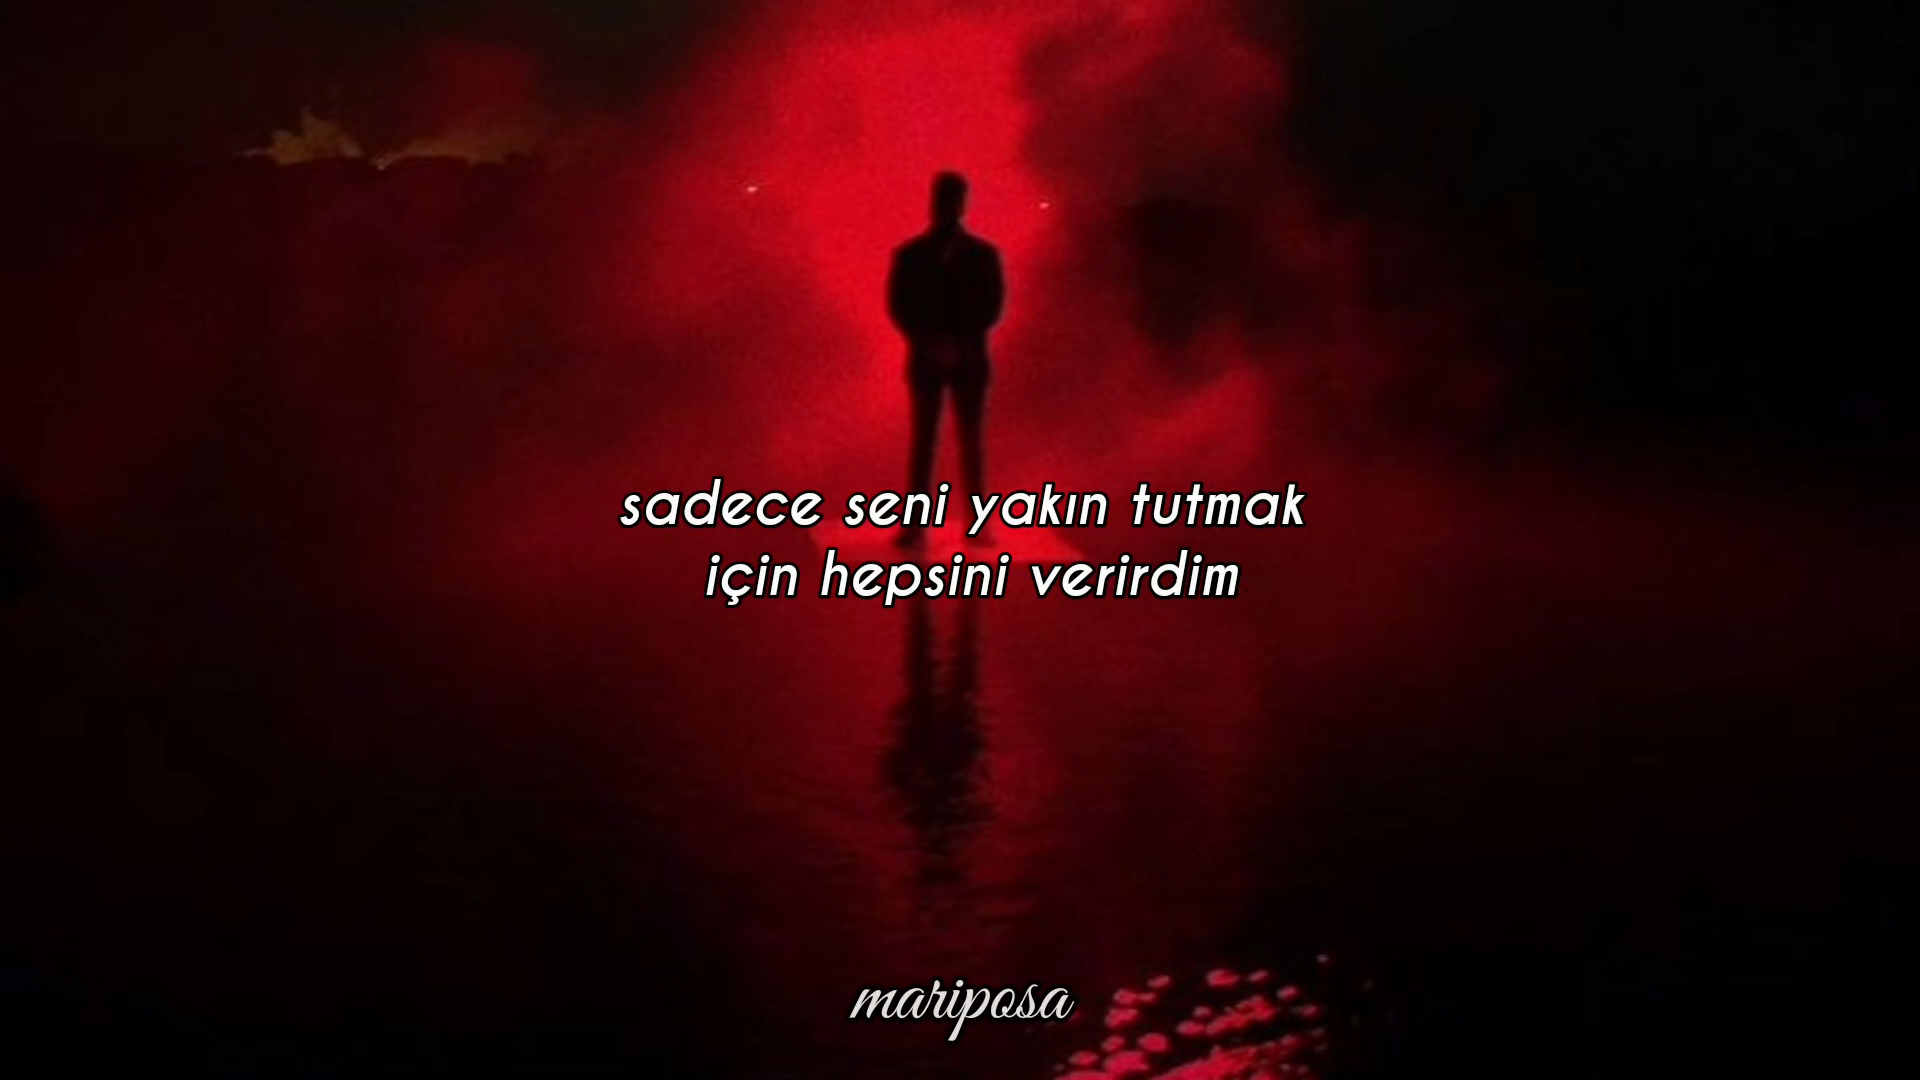 sadece seni yakın tutmak
için hepsini verirdim
mariposa